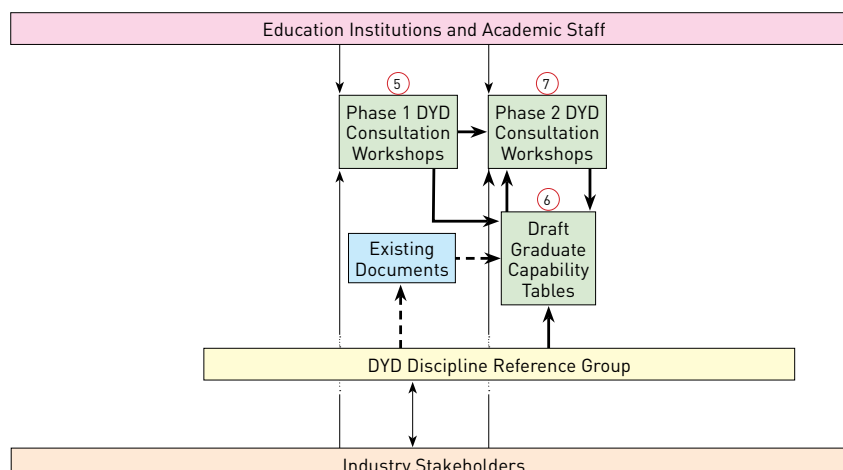 Education Institutions and Academic Staff
5
7
Phase 1 DYD
Consultation
Workshops
Phase 2 DYD
Consultation
Workshops
6
Draft
Graduate
Capability
Tables
Existing
Documents
DYD Discipline Reference Group
Industry Stakeholders